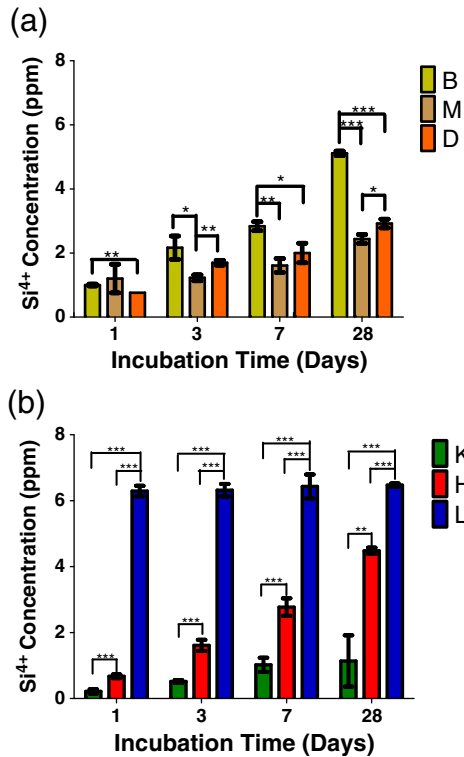 (a)
Si4+ Concentration (ppm)
8
6
4
2
0
B
M
D
**
*
**
*
**
***
***
*
1 3 7 28
Incubation Time (Days)
(b)
Si4+ Concentration (ppm)
8
6
4
2
0
K
H
L
***
***
***
***
***
***
***
***
***
***
***
**
1 3 7 28
Incubation Time (Days)